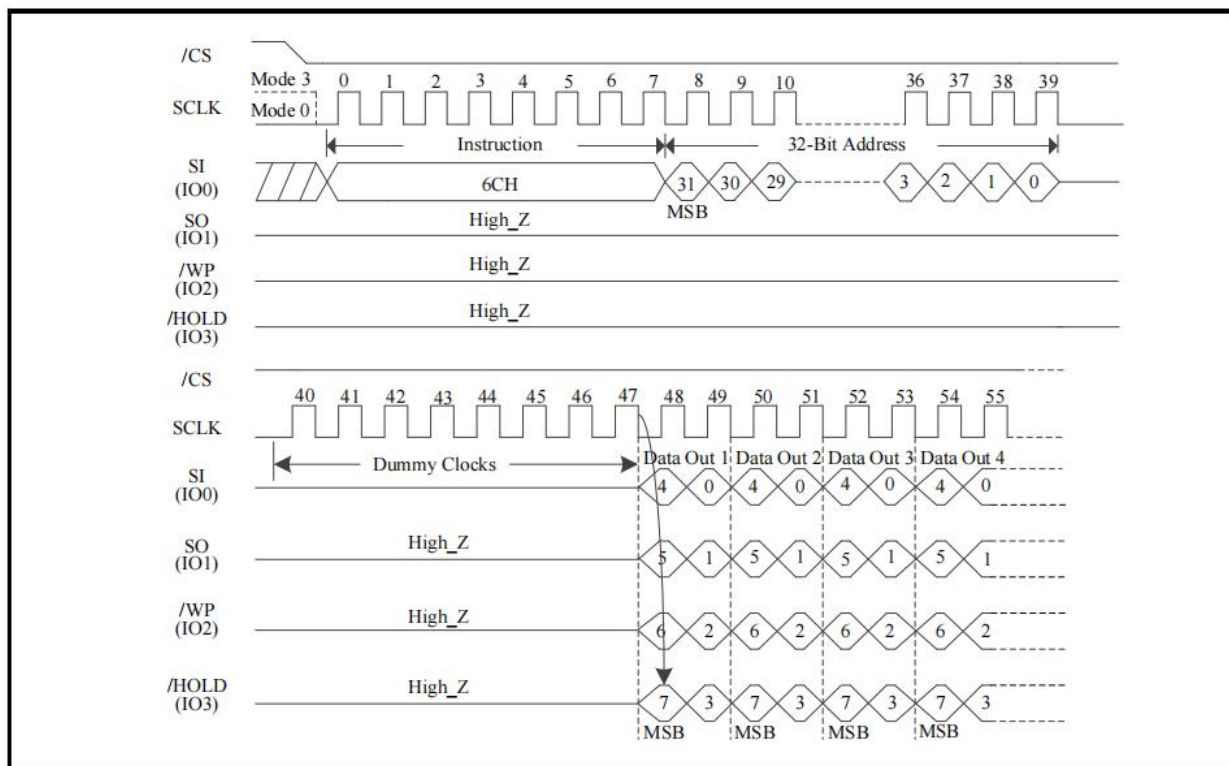 /CS
Mode 3 0 1 2 3 4 5 6 7 8 9 10 36 37 38 39
SCLK Mode 0
Instruction 32-Bit Address
SI
(IO0) 6CH 31 30 29 3 2 1 0
MSB
SO
(IO1) High_Z
/WP
(IO2) High_Z
/HOLD
(IO3) High_Z
/CS
40 41 42 43 44 45 46 47 48 49 50 51 52 53 54 55
SCLK
Dummy Clocks Data Out 1 Data Out 2 Data Out 3 Data Out 4
SI
(IO0) 4 0 4 0 4 0 4 0
SO
(IO1) High_Z 5 1 5 1 5 1 5 1
/WP
(IO2) High_Z 6 2 6 2 6 2 6 2
/HOLD
(IO3) High_Z 7 3 7 3 7 3 7 3
MSB MSB MSB MSB